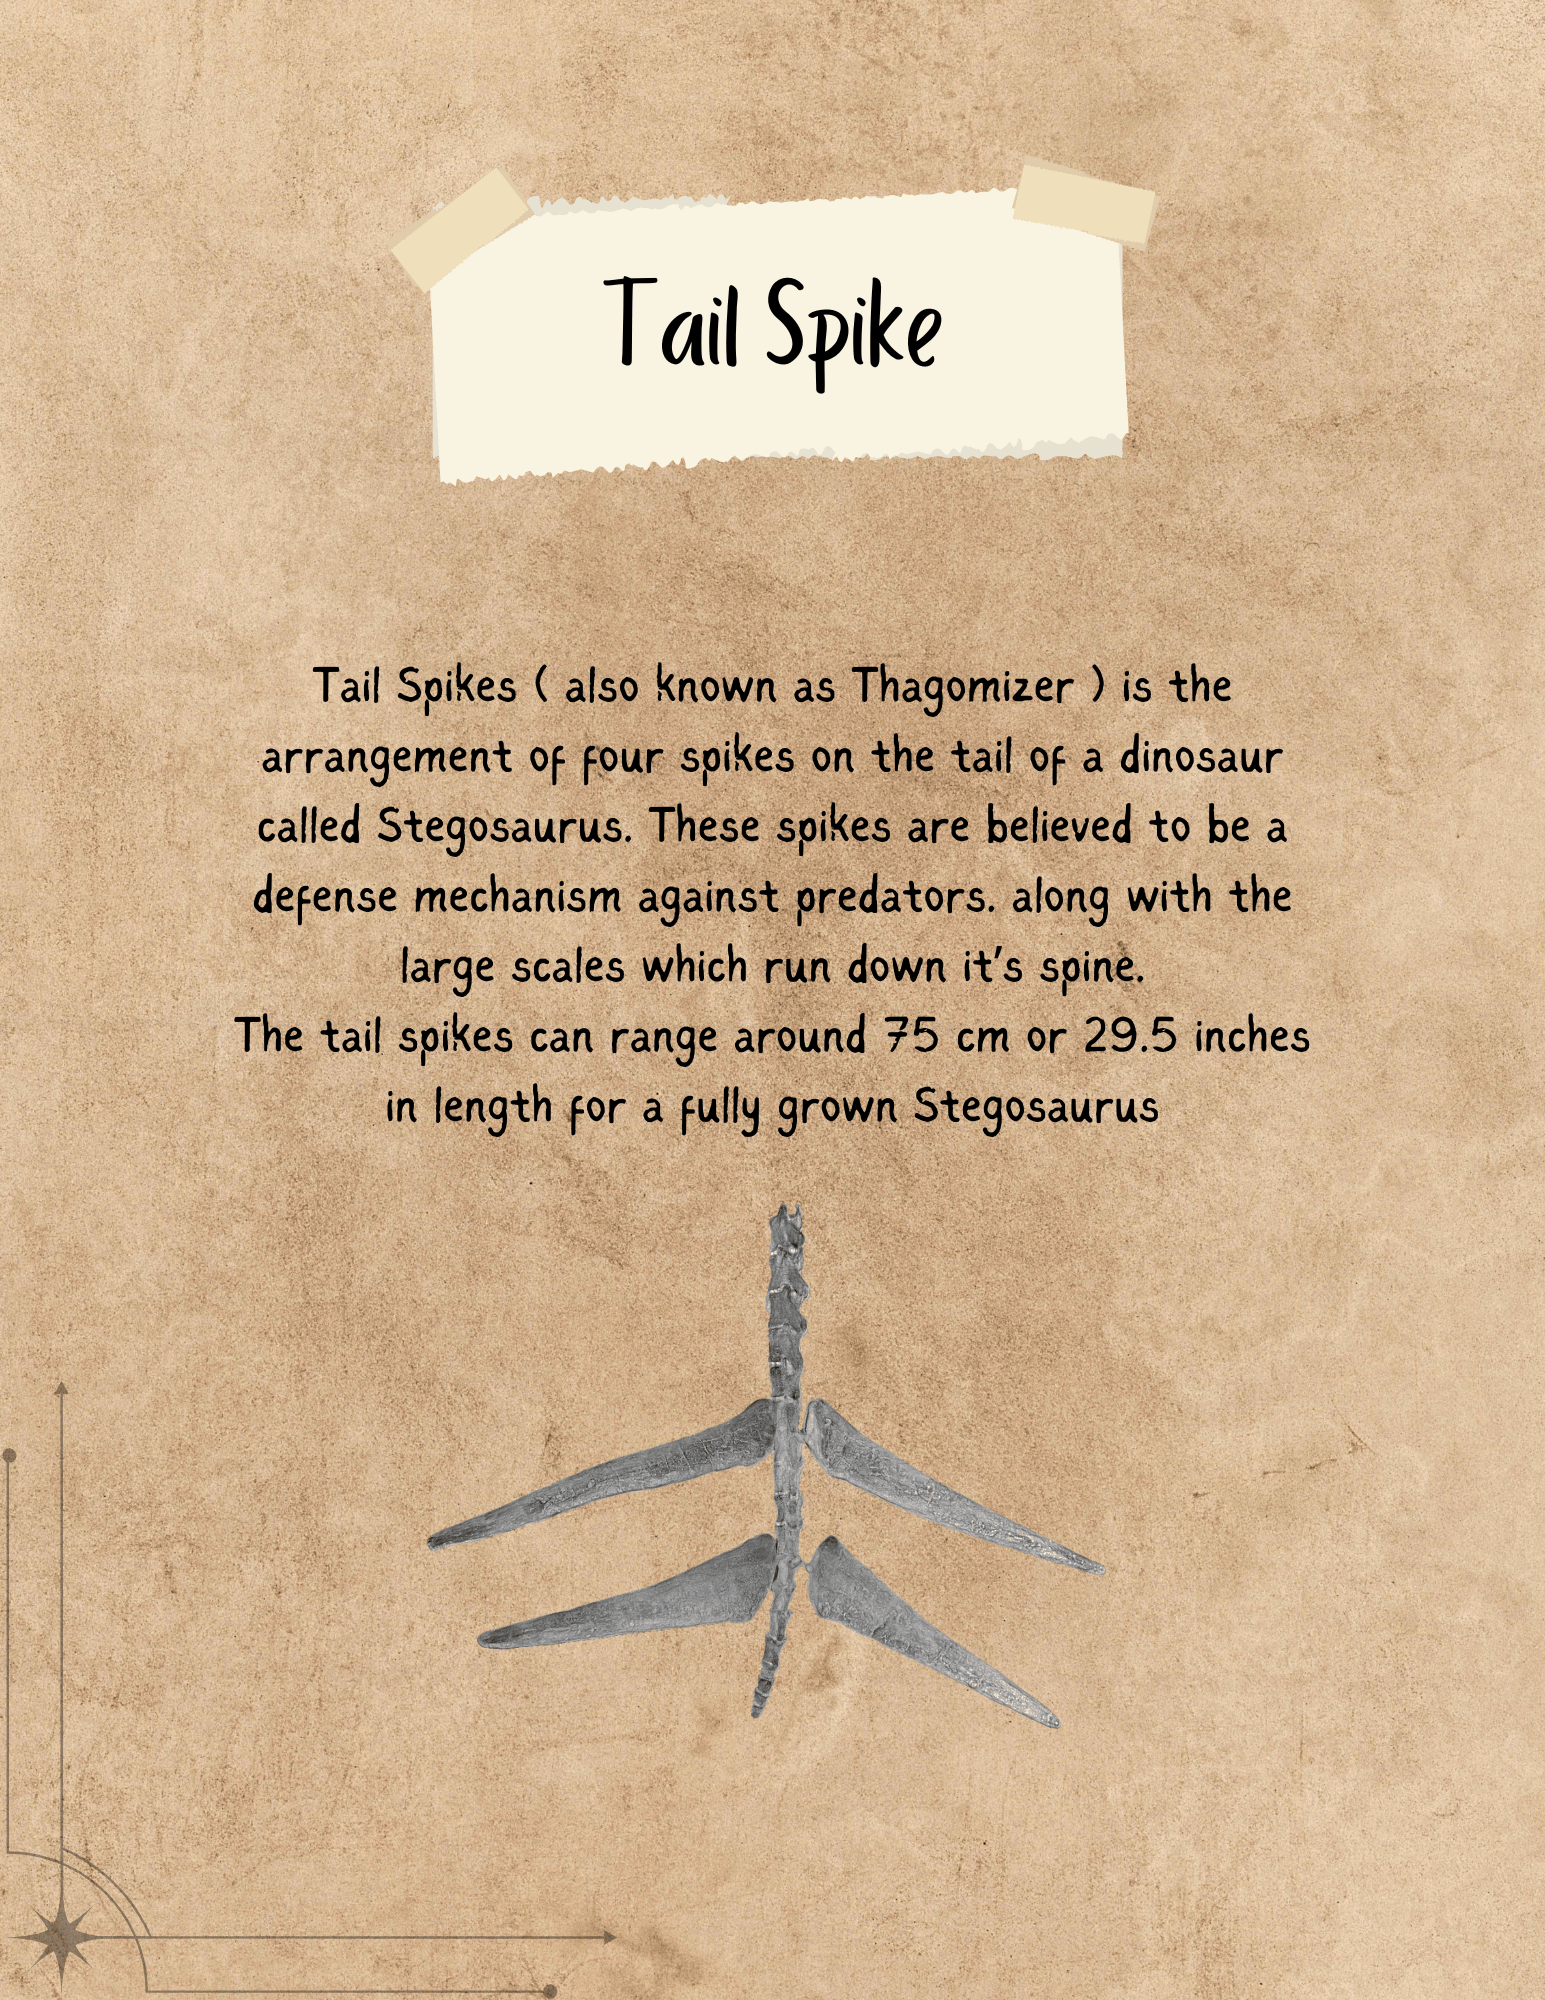 Tail Spike
Tail Spikes ( also known as Thagomizer ) is the
arrangement of four spikes on the tail of a dinosaur
called Stegosaurus. These spikes are believed to be a
defense mechanism against predators. along with the
large scales which run down it's spine.
The tail spikes can range around 75 cm or 29.5 inches
in length for a fully grown Stegosaurus